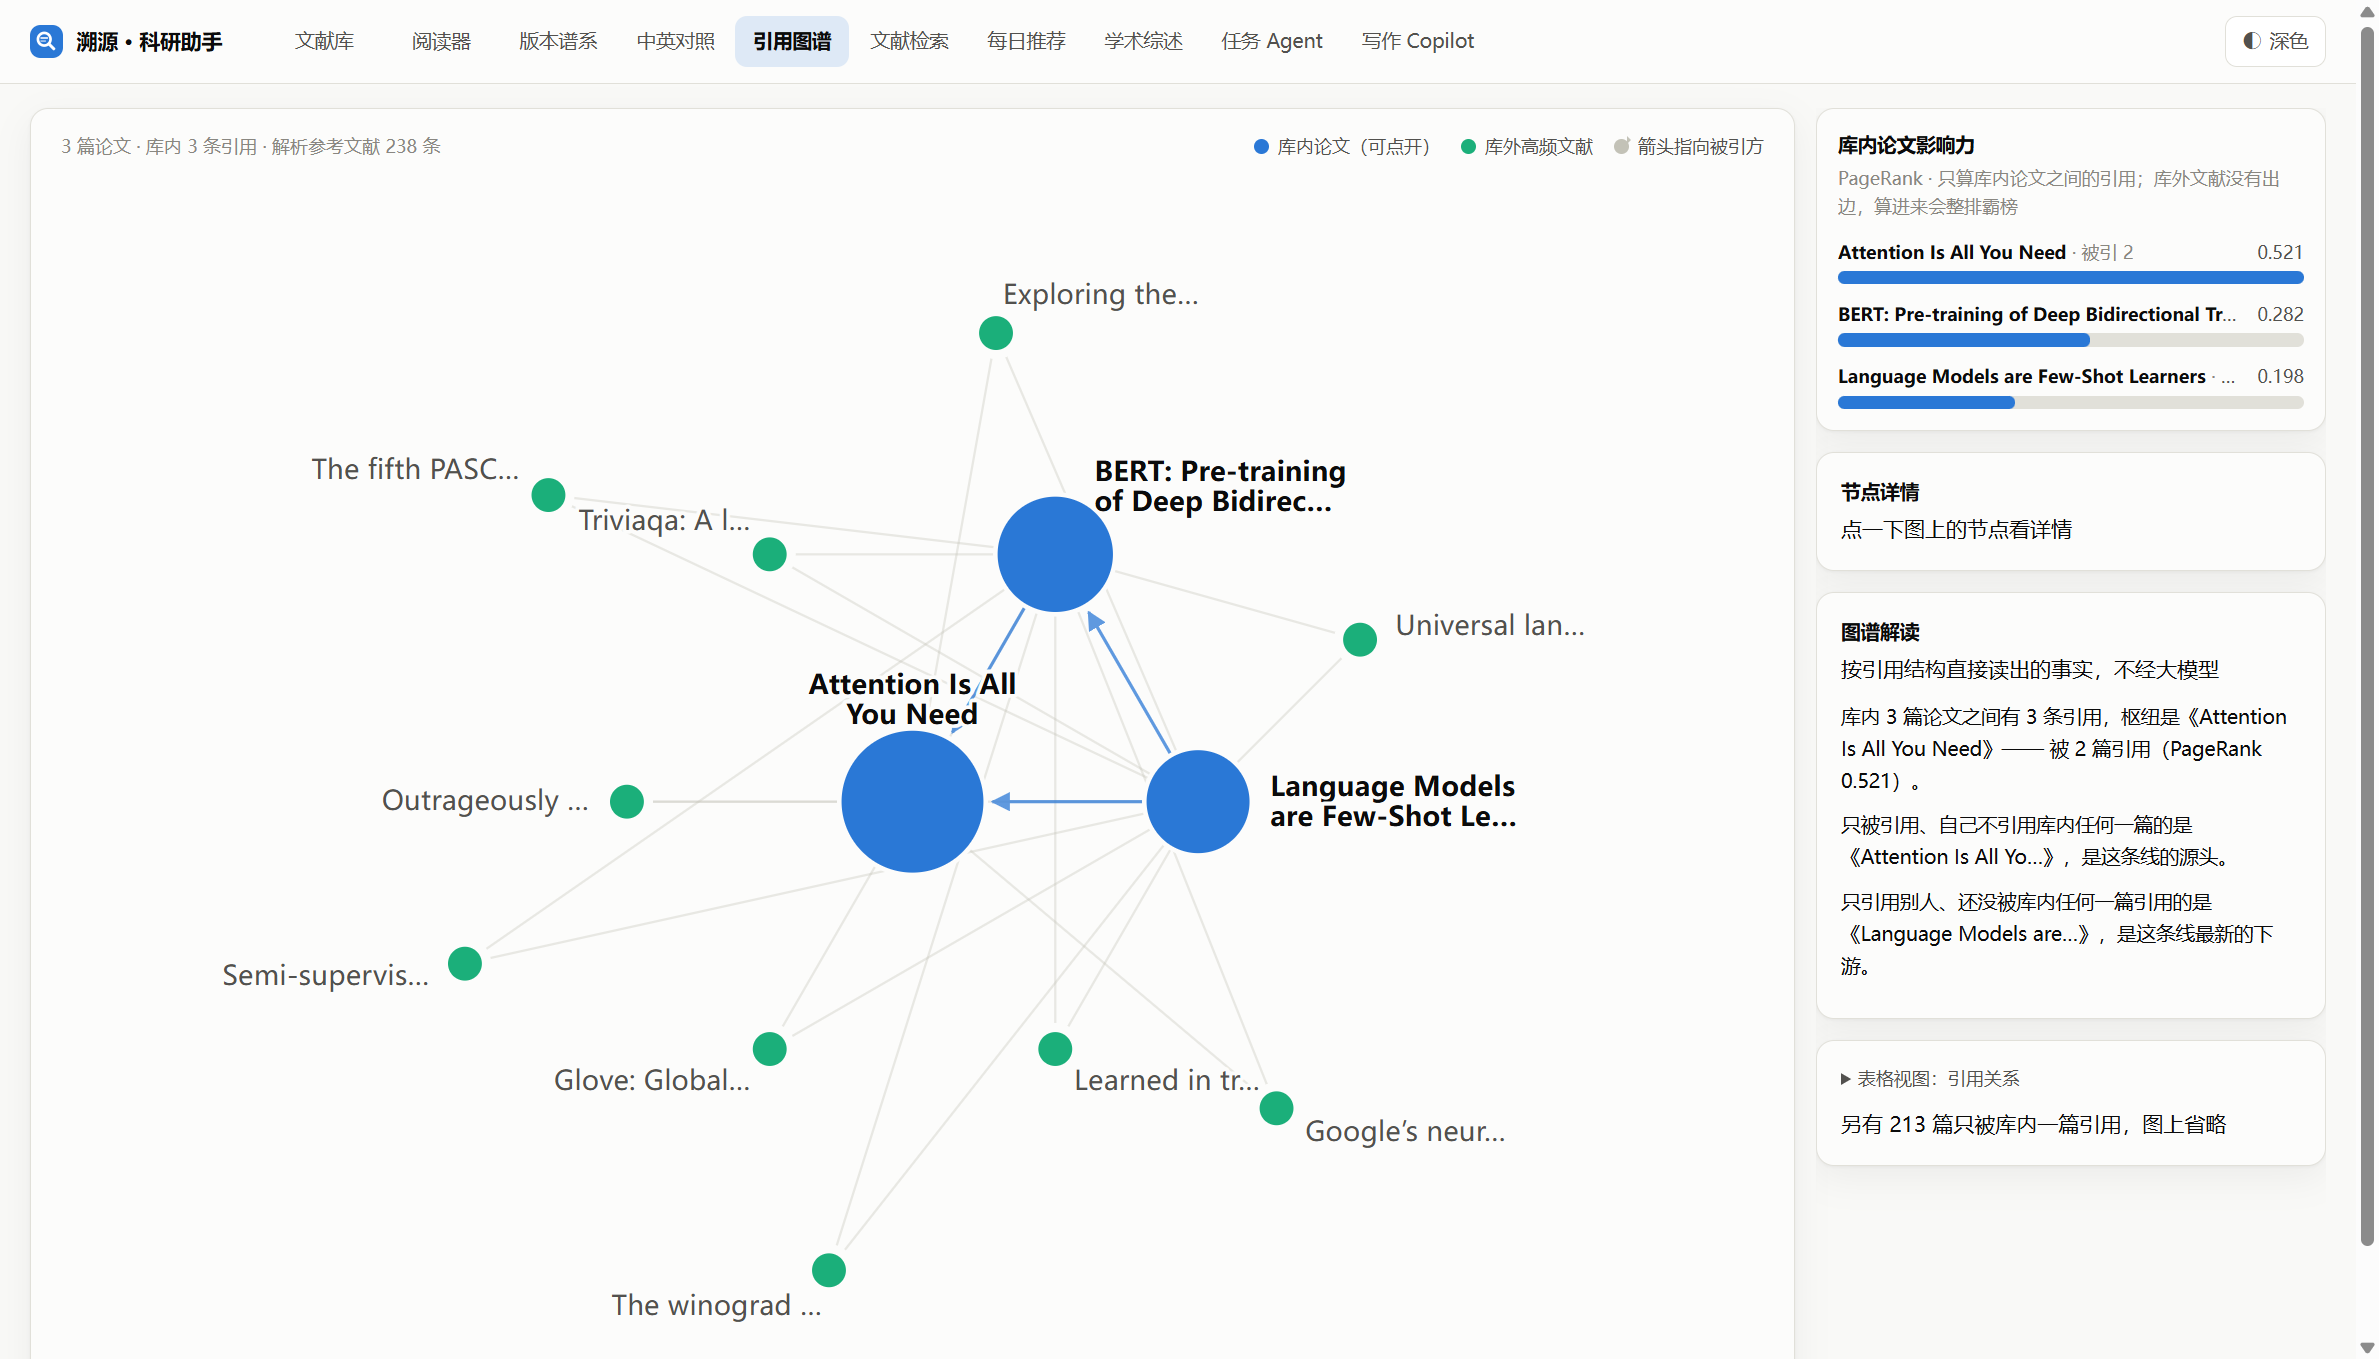 溯源·科研助手
文献库
阅读器
版本谱系
中英对照
引用图谱
文献检索
每日推荐
学术综述
任务 Agent
写作 Copilot
深色
3 篇论文 · 库内 3 条引用 · 解析参考文献 238 条
库内论文（可点开）
库外高频文献
箭头指向被引方
Exploring the...
The fifth PASC...
Triviaqa: A l...
BERT: Pre-training
of Deep Bidirec...
Universal lan...
Attention Is All
You Need
Outrageously ...
Language Models
are Few-Shot Le...
Semi-supervis...
Glove: Global...
Learned in tr...
Google's neur...
The winograd ...
库内论文影响力
PageRank · 只算库内论文之间的引用；库外文献没有出
边，算进来会整排霸榜
Attention Is All You Need · 被引 2 0.521
BERT: Pre-training of Deep Bidirectional Tr... 0.282
Language Models are Few-Shot Learners · ... 0.198
节点详情
点一下图上的节点看详情
图谱解读
按引用结构直接读出的事实，不经大模型
库内 3 篇论文之间有 3 条引用，枢纽是《Attention
Is All You Need》—— 被 2 篇引用（PageRank
0.521）。
只被引用、自己不引用库内任何一篇的是
《Attention Is All Yo...》，是这条线的源头。
只引用别人、还没被库内任何一篇引用的是
《Language Models are...》，是这条线最新的下
游。
表格视图：引用关系
另有 213 篇只被库内一篇引用，图上省略